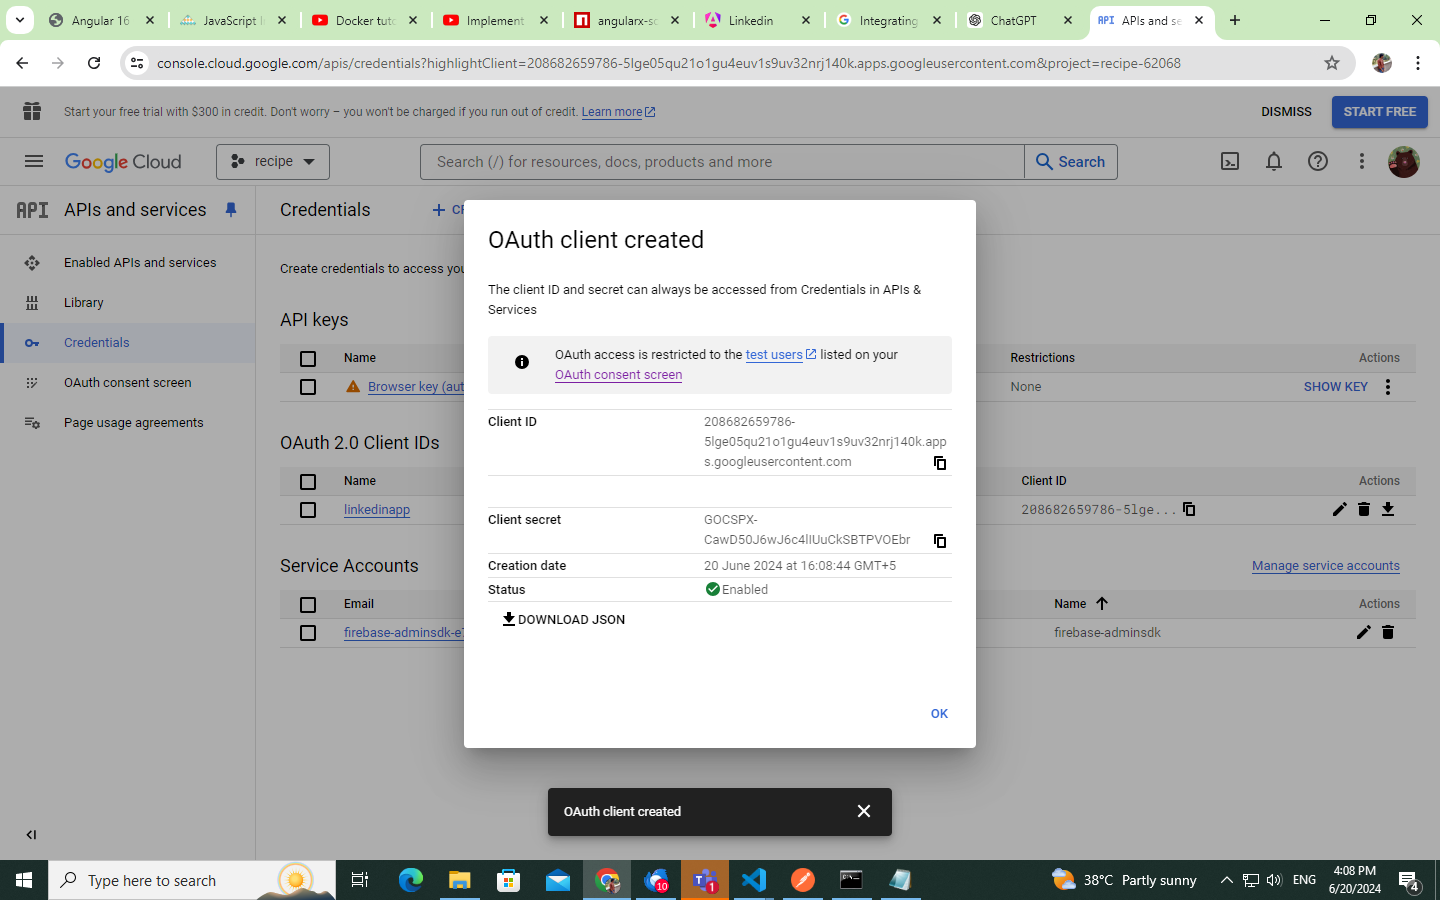 Angular 16
JavaScript I
Docker tuto
Implement
angularx-so
Linkedin
Integrating
ChatGPT
API APIs and se
console.cloud.google.com/apis/credentials?highlightClient=208682659786-5lge05qu21o1gu4euv1s9uv32nrj140k.apps.googleusercontent.com&project=recipe-62068
Start your free trial with $300 in credit. Don't worry – you won't be charged if you run out of credit. Learn more
DISMISS
START FREE
Google Cloud
recipe
Search (/) for resources, docs, products and more
Search
API APIs and services
Credentials
Enabled APIs and services
Library
Credentials
OAuth consent screen
Page usage agreements
Create credentials to access you
API keys
Name
Restrictions
Actions
Browser key (aut
None
SHOW KEY
OAuth 2.0 Client IDs
Name
Client ID
Actions
linkedinapp
208682659786-5lge...
Service Accounts
Manage service accounts
Email
Name
Actions
firebase-adminsdk-e7
firebase-adminsdk
OAuth client created
The client ID and secret can always be accessed from Credentials in APIs &
Services
OAuth access is restricted to the test users listed on your
OAuth consent screen
Client ID
208682659786-
5lge05qu21o1gu4euv1s9uv32nrj140k.app
s.googleusercontent.com
Client secret
GOCSPX-
CawD50J6wJ6c4lIUuCkSBTPVOEbr
Creation date
20 June 2024 at 16:08:44 GMT+5
Status
Enabled
DOWNLOAD JSON
OK
OAuth client created
Type here to search
10
1
38°C Partly sunny
ENG
4:08 PM
6/20/2024
4